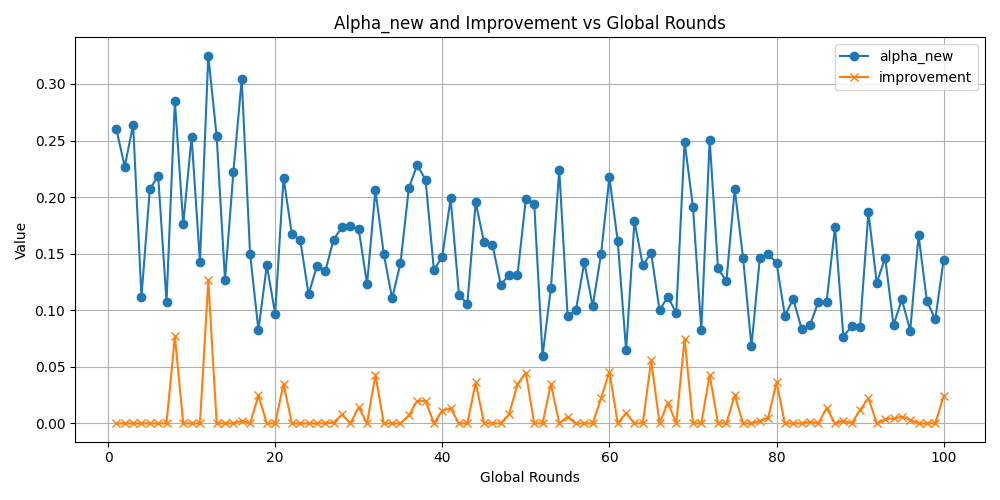 Alpha_new and Improvement vs Global Rounds
alpha_new
improvement
0.30
0.25
0.20
0.15
0.10
0.05
0.00
Value
0 20 40 60 80 100
Global Rounds